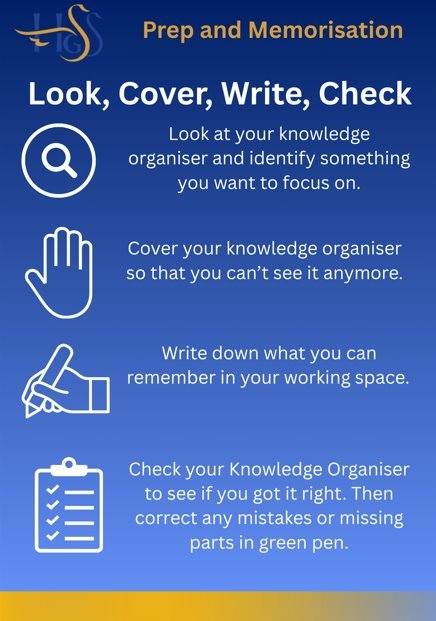 HGS
Prep and Memorisation
Look, Cover, Write, Check
Look at your knowledge
organiser and identify something
you want to focus on.
Cover your knowledge organiser
so that you can’t see it anymore.
Write down what you can
remember in your working space.
Check your Knowledge Organiser
to see if you got it right. Then
correct any mistakes or missing
parts in green pen.